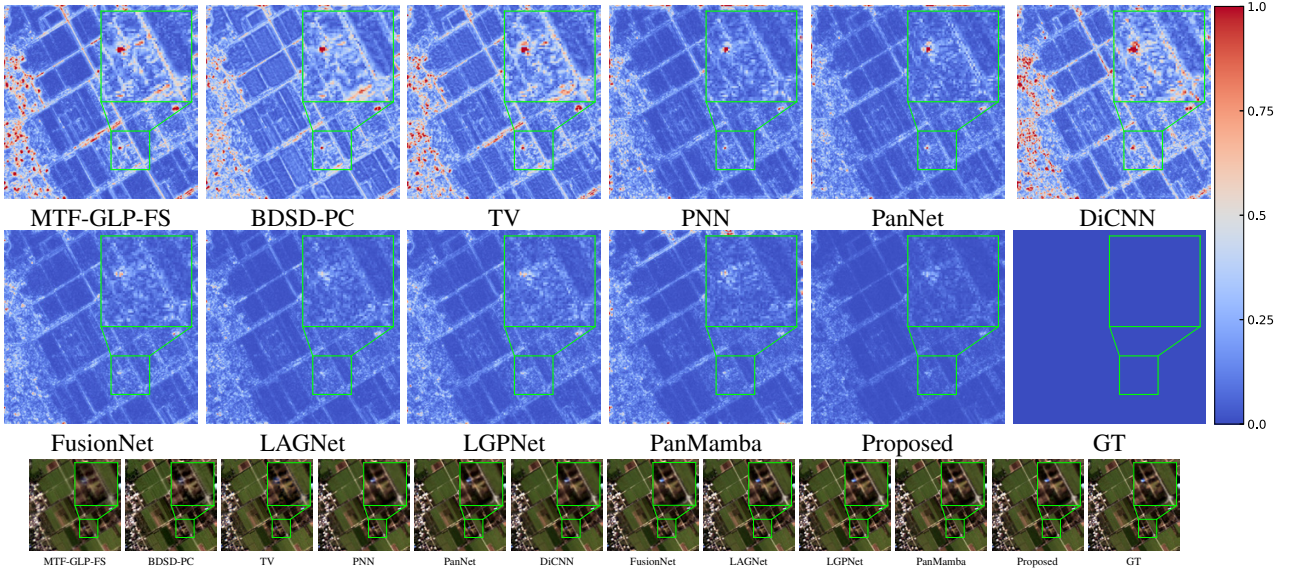 1.0
0.75
0.5
0.25
0.0
MTF-GLP-FS BDSD-PC TV PNN PanNet DiCNN
FusionNet LAGNet LGPNet PanMamba Proposed GT
MTF-GLP-FS BDSD-PC TV PNN PanNet DiCNN FusionNet LAGNet LGPNet PanMamba Proposed GT